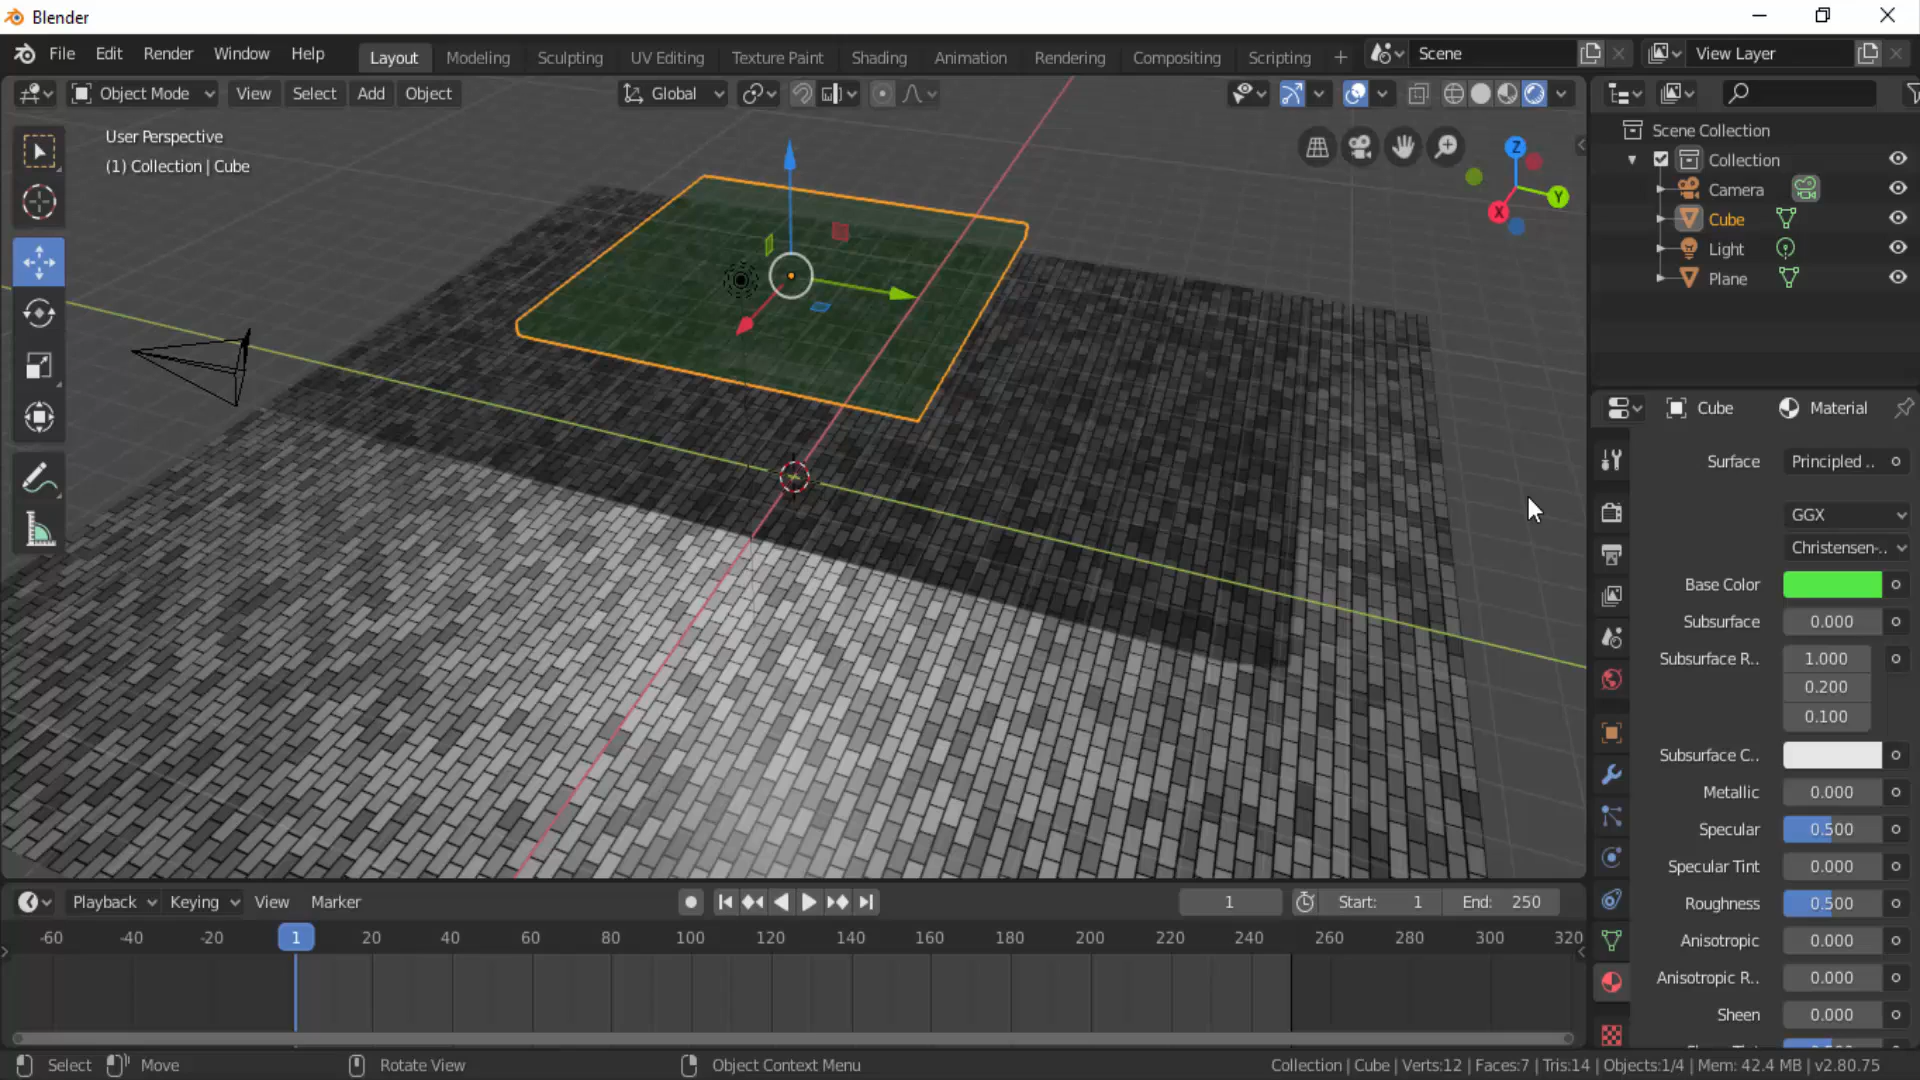 Blender
File Edit Render Window Help Layout Modeling Sculpting UV Editing Texture Paint Shading Animation Rendering Compositing Scripting + Scene View Layer
Object Mode View Select Add Object Global
User Perspective
(1) Collection | Cube
Z
Y
X
Scene Collection
Collection
Camera
Cube
Light
Plane
Cube Material
Surface Principled ..
GGX
Christensen-..
Base Color
Subsurface 0.000
Subsurface R.. 1.000
0.200
0.100
Subsurface C..
Metallic 0.000
Specular 0.500
Specular Tint 0.000
Roughness 0.500
Anisotropic 0.000
Anisotropic R.. 0.000
Sheen 0.000
Playback Keying View Marker 1 Start: 1 End: 250
-60 -40 -20 1 20 40 60 80 100 120 140 160 180 200 220 240 260 280 300 320
Select Move Rotate View Object Context Menu Collection | Cube | Verts:12 | Faces:7 | Tris:14 | Objects:1/4 | Mem: 42.4 MB | v2.80.75